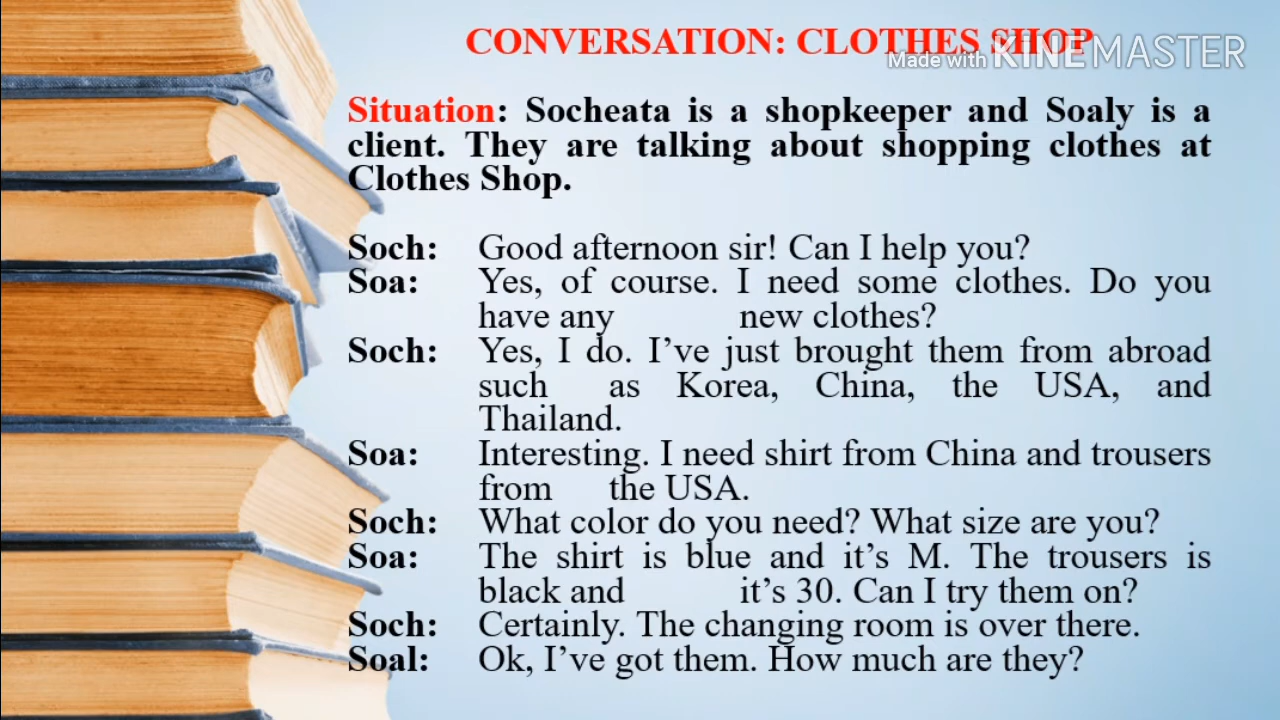 CONVERSATION: CLOTHES SHOP
Made with KINEMASTER
Situation: Socheata is a shopkeeper and Soaly is a
client. They are talking about shopping clothes at
Clothes Shop.
Soch: Good afternoon sir! Can I help you?
Soa: Yes, of course. I need some clothes. Do you
have any new clothes?
Soch: Yes, I do. I’ve just brought them from abroad
such as Korea, China, the USA, and
Thailand.
Soa: Interesting. I need shirt from China and trousers
from the USA.
Soch: What color do you need? What size are you?
Soa: The shirt is blue and it’s M. The trousers is
black and it’s 30. Can I try them on?
Soch: Certainly. The changing room is over there.
Soal: Ok, I’ve got them. How much are they?